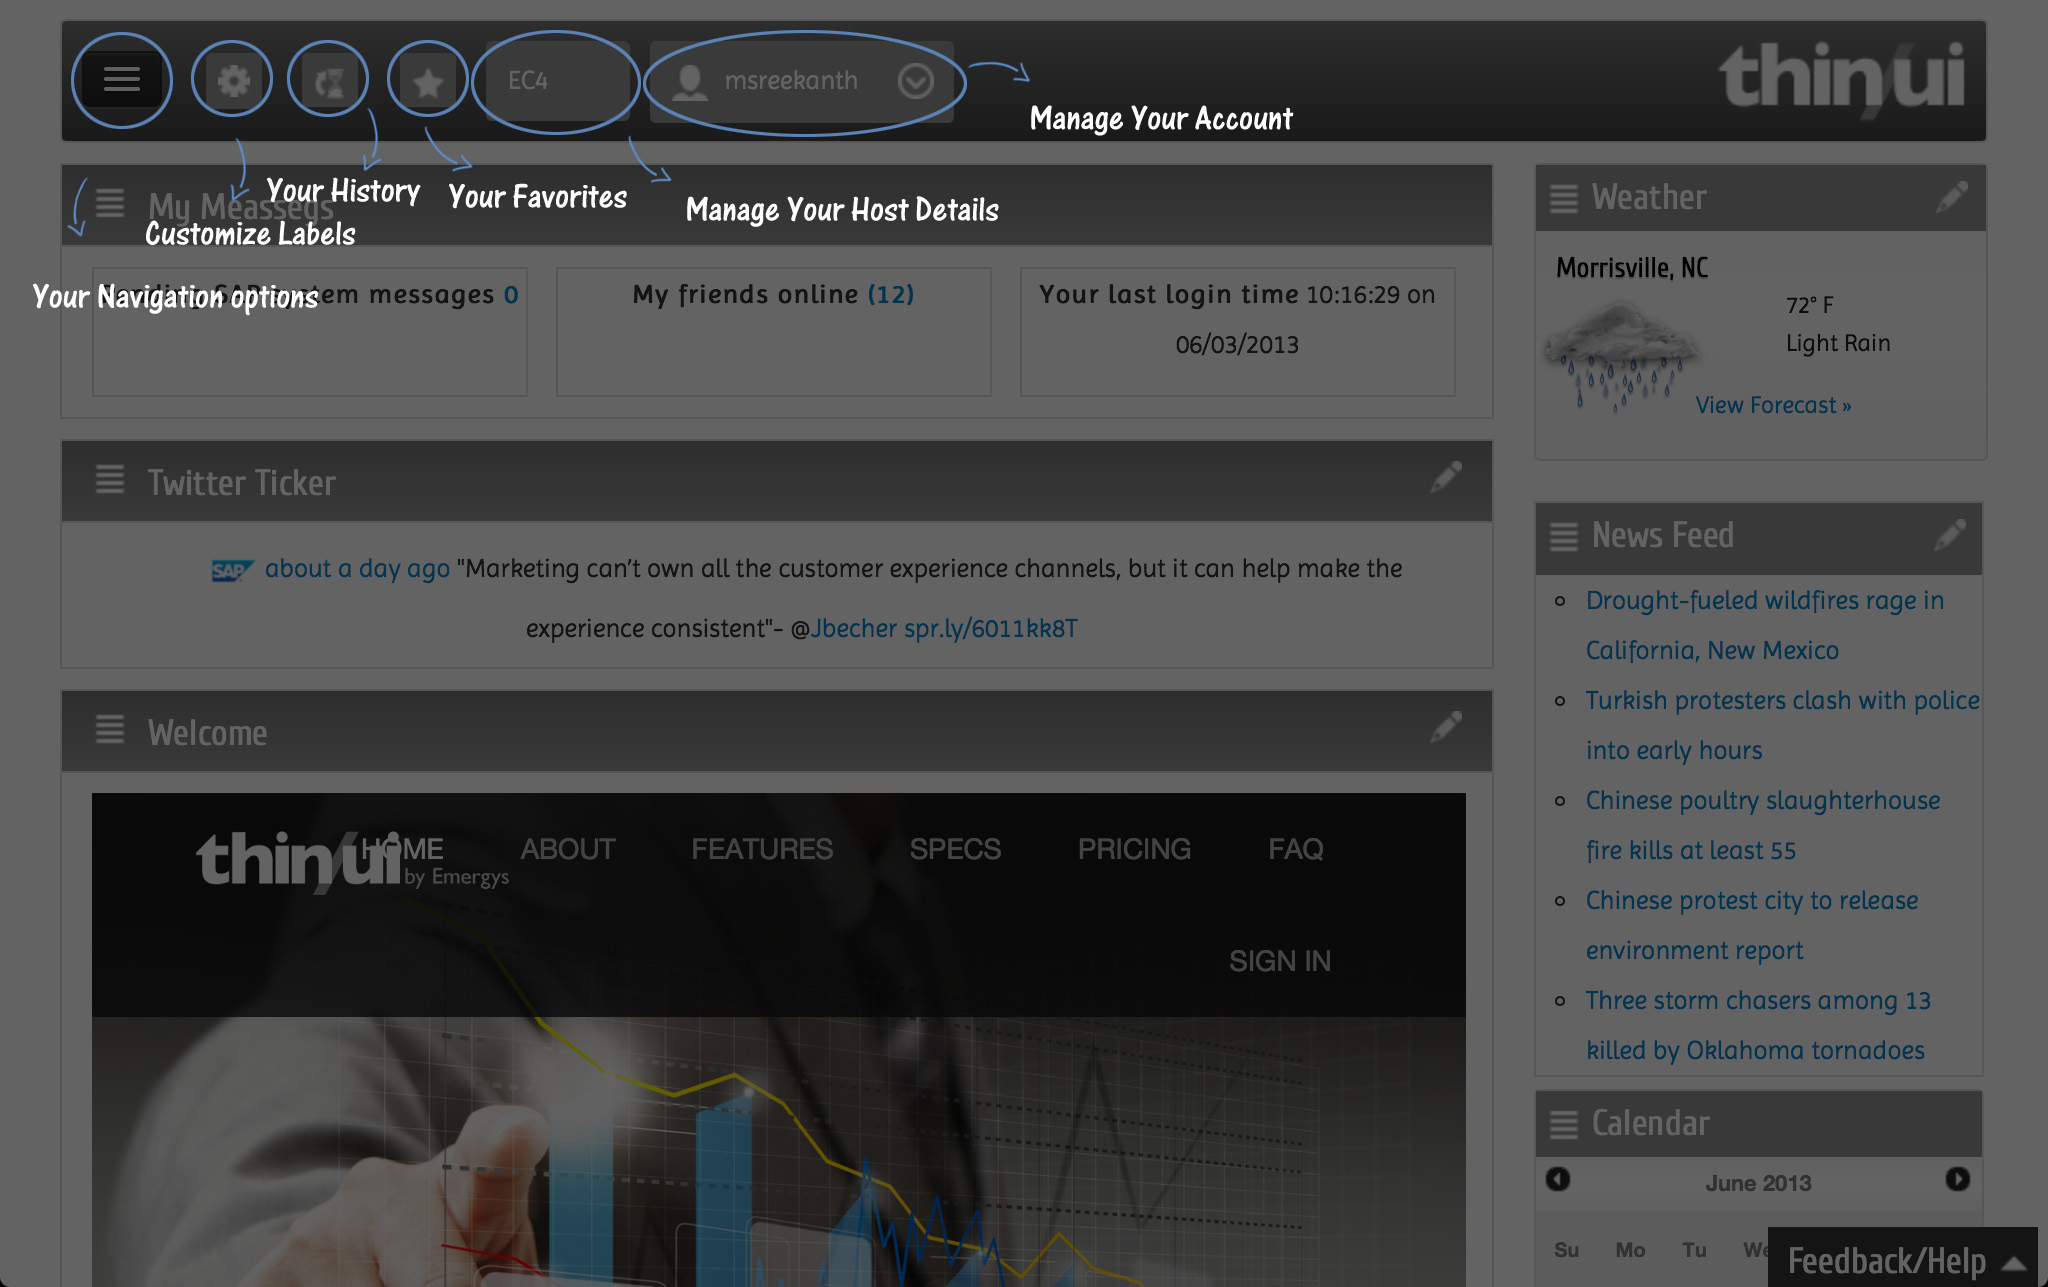 EC4
msreekanth
thin/ui
Manage Your Account
Your History
Your Favorites
Manage Your Host Details
My Meassegs
Customize Labels
Your Navigation options
system messages 0
My friends online (12)
Your last login time 10:16:29 on
06/03/2013
Weather
Morrisville, NC
72° F
Light Rain
View Forecast »
Twitter Ticker
SAP about a day ago "Marketing can't own all the customer experience channels, but it can help make the
experience consistent"- @Jbecher spr.ly/6011kk8T
News Feed
Drought-fueled wildfires rage in
California, New Mexico
Turkish protesters clash with police
into early hours
Chinese poultry slaughterhouse
fire kills at least 55
Chinese protest city to release
environment report
Three storm chasers among 13
killed by Oklahoma tornadoes
Welcome
thin/ui by Emergys
HOME ABOUT FEATURES SPECS PRICING FAQ
SIGN IN
Calendar
June 2013
Su Mo Tu We
Feedback/Help